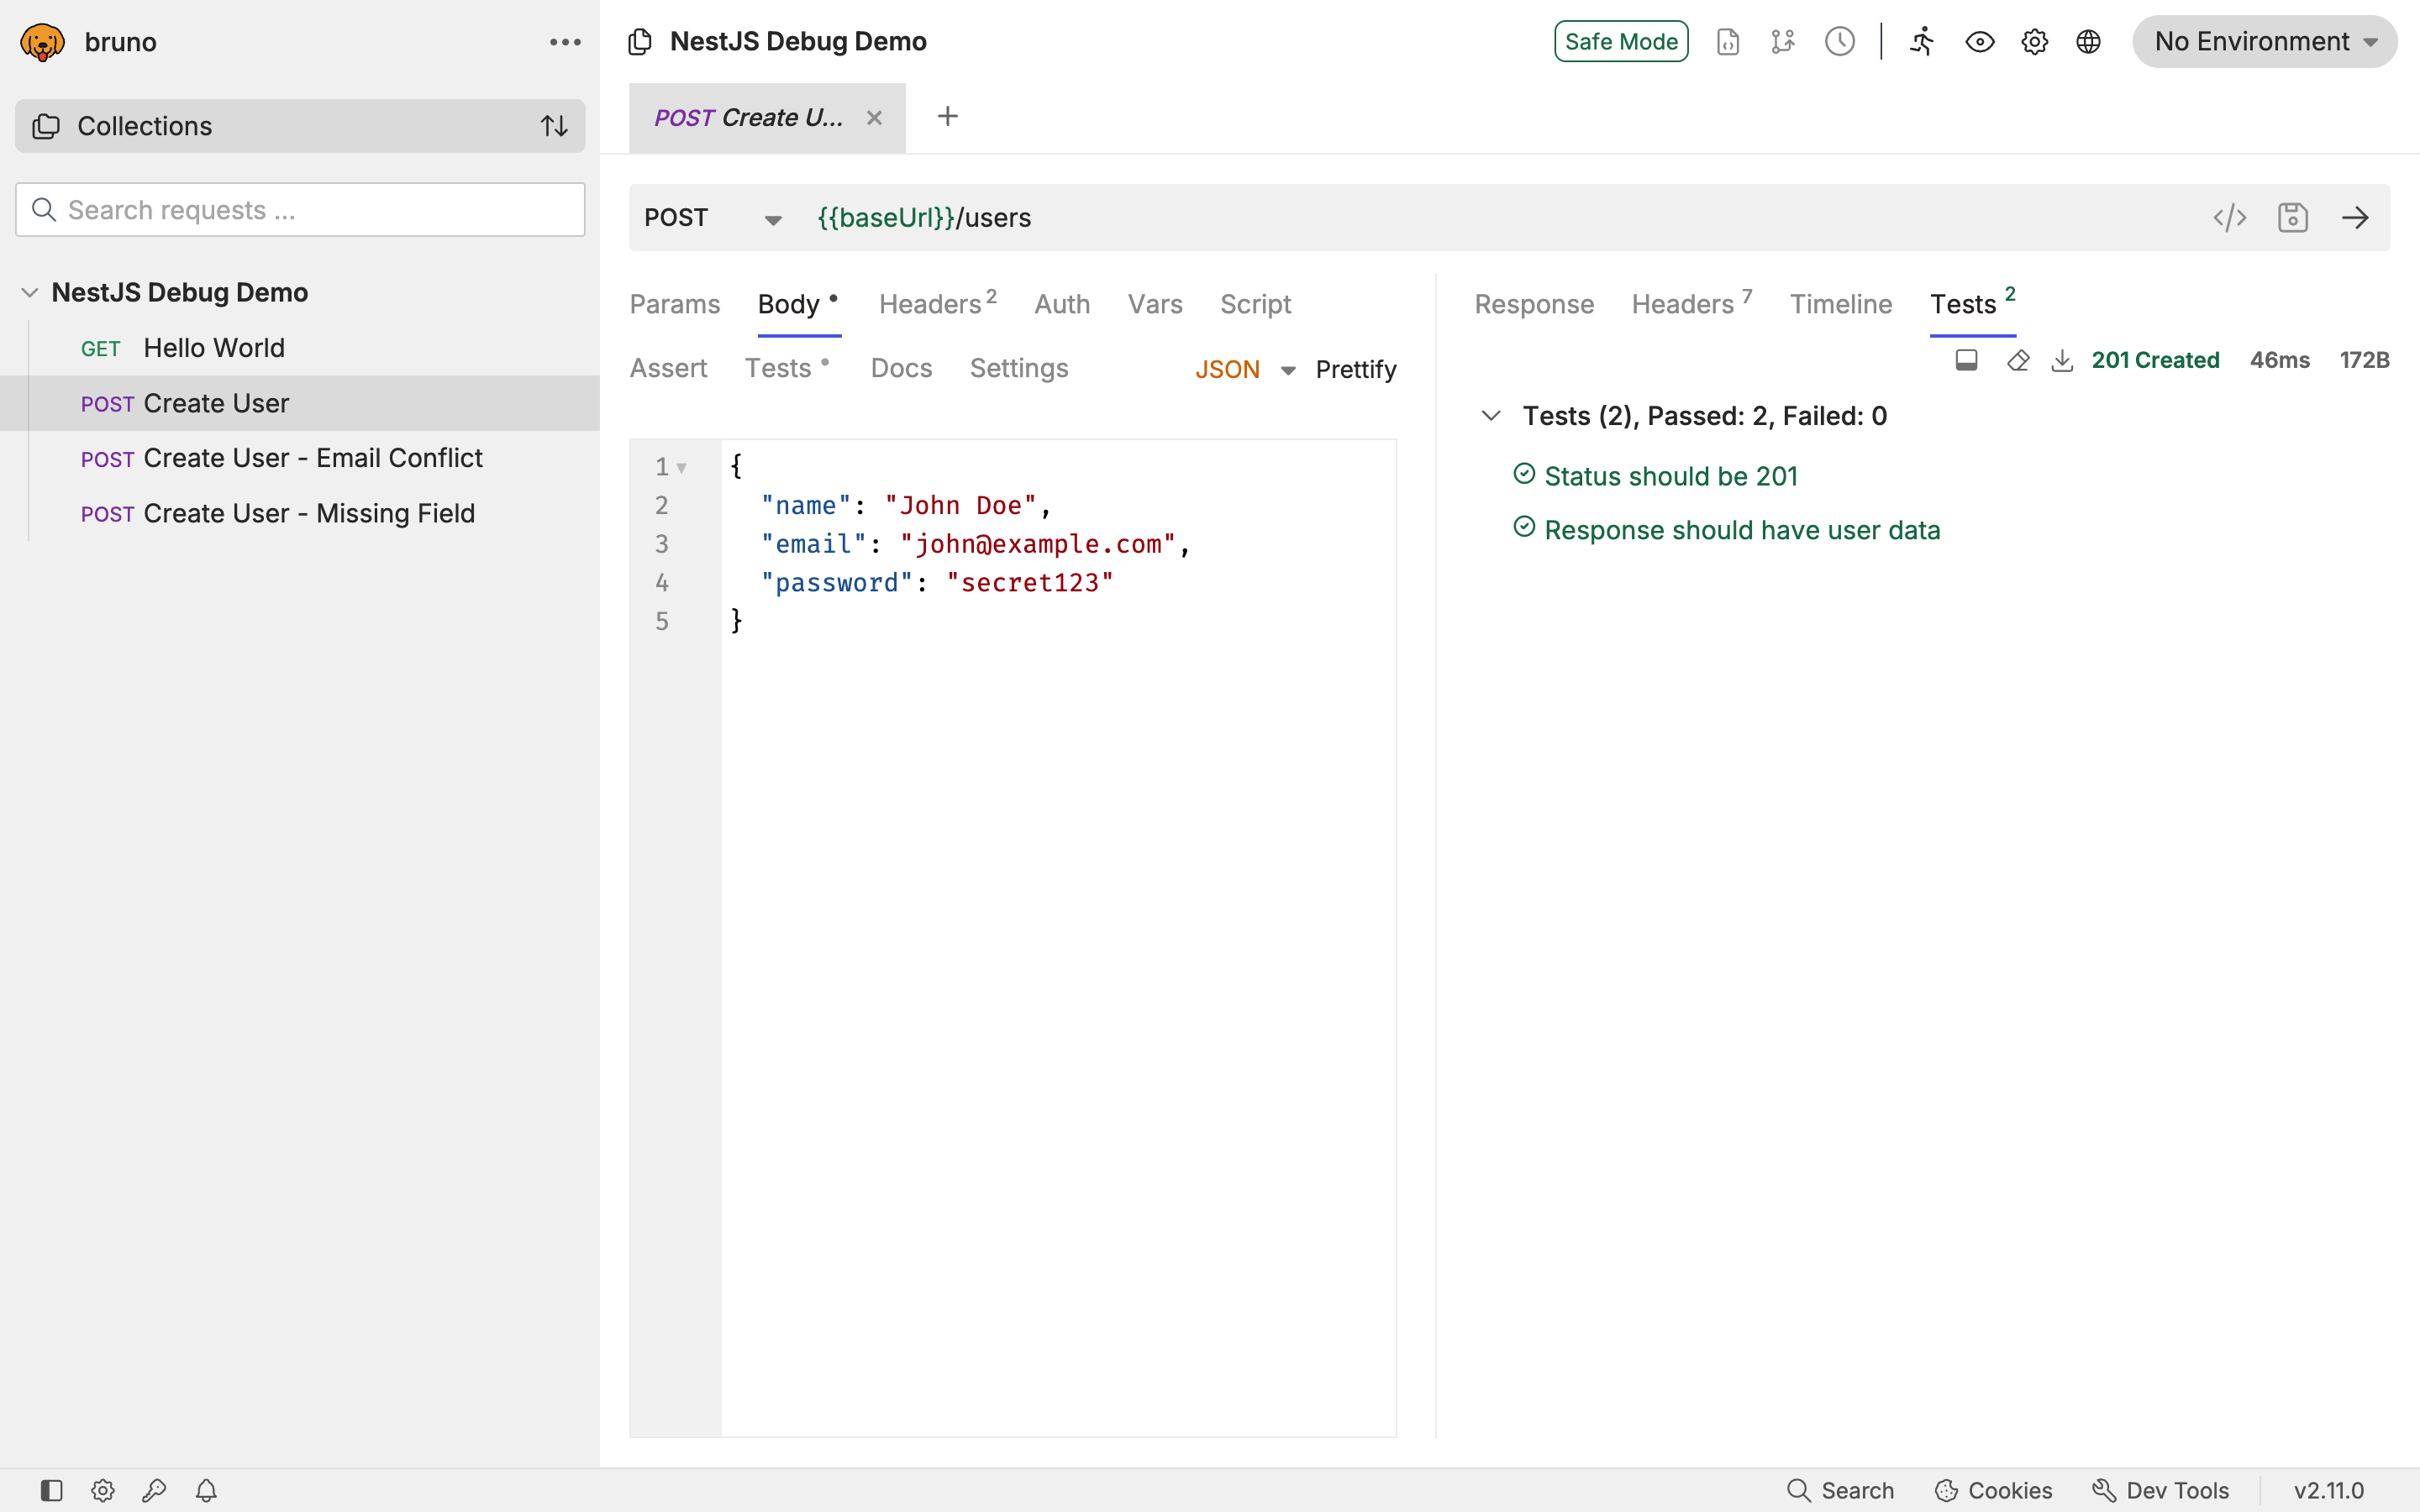 bruno
Collections
Search requests ...
NestJS Debug Demo
GET Hello World
POST Create User
POST Create User - Email Conflict
POST Create User - Missing Field
NestJS Debug Demo
Safe Mode
No Environment
POST Create U...
POST
{{baseUrl}}/users
Params Body Headers 2 Auth Vars Script
Assert Tests Docs Settings JSON Prettify
1 {
2 "name": "John Doe",
3 "email": "john@example.com",
4 "password": "secret123"
5 }
Response Headers 7 Timeline Tests 2
201 Created 46ms 172B
Tests (2), Passed: 2, Failed: 0
Status should be 201
Response should have user data
Search Cookies Dev Tools v2.11.0